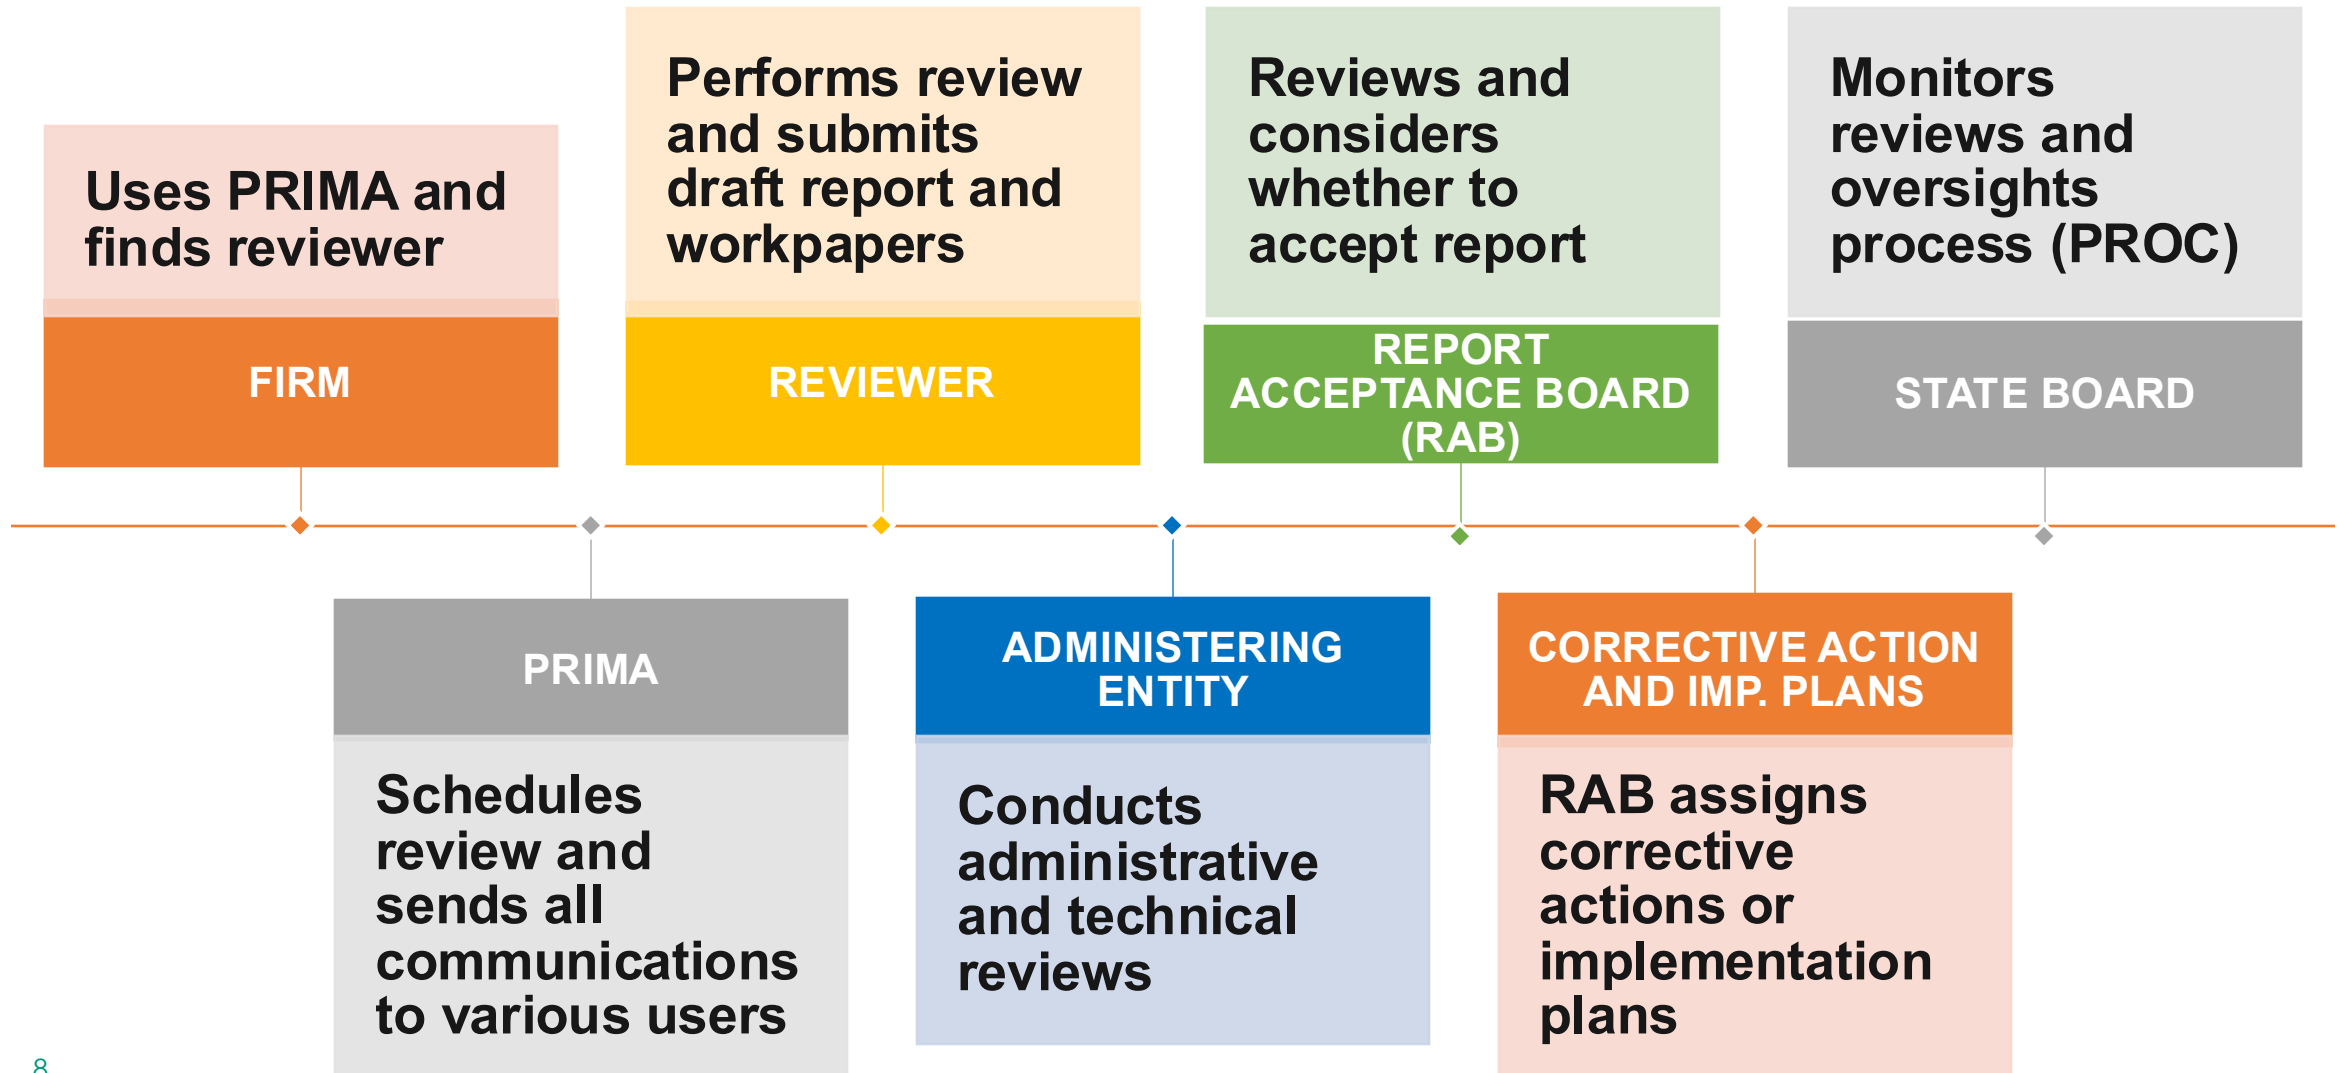 Uses PRIMA and
finds reviewer
FIRM
Schedules
review and
sends all
communications
to various users
PRIMA
Performs review
and submits
draft report and
workpapers
REVIEWER
ADMINISTERING
ENTITY
Conducts
administrative
and technical
reviews
Reviews and
considers
whether to
accept report
REPORT
ACCEPTANCE BOARD
(RAB)
CORRECTIVE ACTION
AND IMP. PLANS
RAB assigns
corrective
actions or
implementation
plans
Monitors
reviews and
oversights
process (PROC)
STATE BOARD
8